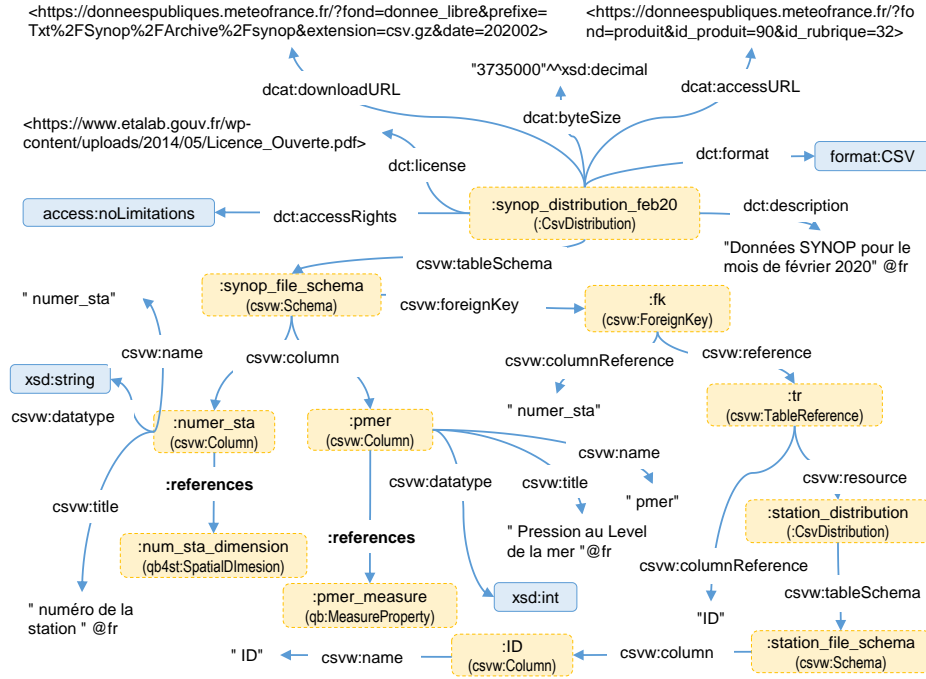 <https://donneespubliques.meteofrance.fr/?fond=donnee_libre&prefixe=
Txt%2FSynop%2FArchive%2Fsynop&extension=csv.gz&date=202002>
<https://donneespubliques.meteofrance.fr/?fo
nd=produit&id_produit=90&id_rubrique=32>
"3735000"^^xsd:decimal
dcat:downloadURL
dcat:accessURL
dcat:byteSize
<https://www.etalab.gouv.fr/wp-
content/uploads/2014/05/Licence_Ouverte.pdf>
dct:license
dct:format
format:CSV
access:noLimitations
dct:accessRights
:synop_distribution_feb20
(:CsvDistribution)
dct:description
"Données SYNOP pour le
mois de février 2020" @fr
csvw:tableSchema
:synop_file_schema
(csvw:Schema)
csvw:foreignKey
:fk
(csvw:ForeignKey)
" numer_sta"
csvw:name
csvw:column
csvw:columnReference
csvw:reference
xsd:string
csvw:datatype
" numer_sta"
:tr
(csvw:TableReference)
:numer_sta
(csvw:Column)
:pmer
(csvw:Column)
csvw:name
csvw:title
:references
csvw:datatype
csvw:title
" pmer"
csvw:resource
:station_distribution
(:CsvDistribution)
:num_sta_dimension
(qb4st:SpatialDImesion)
:references
" Pression au Level
de la mer "@fr
csvw:columnReference
csvw:tableSchema
:pmer_measure
(qb:MeasureProperty)
xsd:int
"ID"
" numéro de la
station " @fr
" ID"
csvw:name
:ID
(csvw:Column)
csvw:column
:station_file_schema
(csvw:Schema)